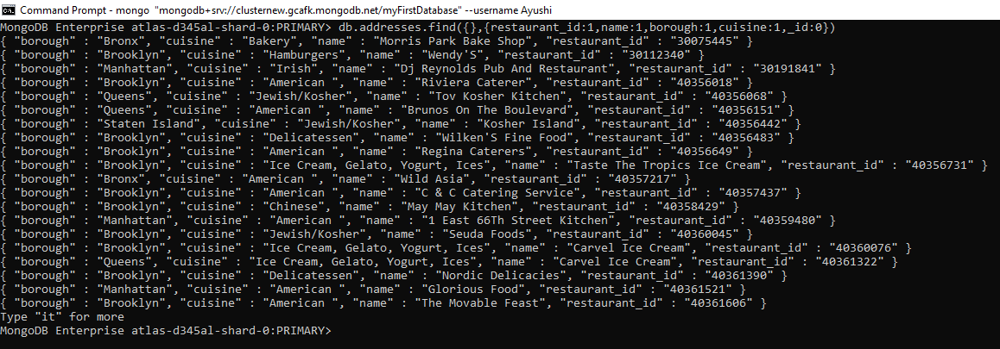 Command Prompt - mongo "mongodb+srv://clusternew.gcafk.mongodb.net/myFirstDatabase" --username Ayushi
MongoDB Enterprise atlas-d345al-shard-0:PRIMARY> db.addresses.find({},{restaurant_id:1,name:1,borough:1,cuisine:1,_id:0})
{ "borough" : "Bronx", "cuisine" : "Bakery", "name" : "Morris Park Bake Shop", "restaurant_id" : "30075445" }
{ "borough" : "Brooklyn", "cuisine" : "Hamburgers", "name" : "Wendy'S", "restaurant_id" : "30112340" }
{ "borough" : "Manhattan", "cuisine" : "Irish", "name" : "Dj Reynolds Pub And Restaurant", "restaurant_id" : "30191841" }
{ "borough" : "Brooklyn", "cuisine" : "American ", "name" : "Riviera Caterer", "restaurant_id" : "40356018" }
{ "borough" : "Queens", "cuisine" : "Jewish/Kosher", "name" : "Tov Kosher Kitchen", "restaurant_id" : "40356068" }
{ "borough" : "Queens", "cuisine" : "American ", "name" : "Brunos On The Boulevard", "restaurant_id" : "40356151" }
{ "borough" : "Staten Island", "cuisine" : "Jewish/Kosher", "name" : "Kosher Island", "restaurant_id" : "40356442" }
{ "borough" : "Brooklyn", "cuisine" : "Delicatessen", "name" : "Wilken'S Fine Food", "restaurant_id" : "40356483" }
{ "borough" : "Brooklyn", "cuisine" : "American ", "name" : "Regina Caterers", "restaurant_id" : "40356649" }
{ "borough" : "Brooklyn", "cuisine" : "Ice Cream, Gelato, Yogurt, Ices", "name" : "Taste The Tropics Ice Cream", "restaurant_id" : "40356731" }
{ "borough" : "Bronx", "cuisine" : "American ", "name" : "Wild Asia", "restaurant_id" : "40357217" }
{ "borough" : "Brooklyn", "cuisine" : "American ", "name" : "C & C Catering Service", "restaurant_id" : "40357437" }
{ "borough" : "Brooklyn", "cuisine" : "Chinese", "name" : "May May Kitchen", "restaurant_id" : "40358429" }
{ "borough" : "Manhattan", "cuisine" : "American ", "name" : "1 East 66Th Street Kitchen", "restaurant_id" : "40359480" }
{ "borough" : "Brooklyn", "cuisine" : "Jewish/Kosher", "name" : "Seuda Foods", "restaurant_id" : "40360045" }
{ "borough" : "Brooklyn", "cuisine" : "Ice Cream, Gelato, Yogurt, Ices", "name" : "Carvel Ice Cream", "restaurant_id" : "40360076" }
{ "borough" : "Queens", "cuisine" : "Ice Cream, Gelato, Yogurt, Ices", "name" : "Carvel Ice Cream", "restaurant_id" : "40361322" }
{ "borough" : "Brooklyn", "cuisine" : "Delicatessen", "name" : "Nordic Delicacies", "restaurant_id" : "40361390" }
{ "borough" : "Manhattan", "cuisine" : "American ", "name" : "Glorious Food", "restaurant_id" : "40361521" }
{ "borough" : "Brooklyn", "cuisine" : "American ", "name" : "The Movable Feast", "restaurant_id" : "40361606" }
Type "it" for more
MongoDB Enterprise atlas-d345al-shard-0:PRIMARY>